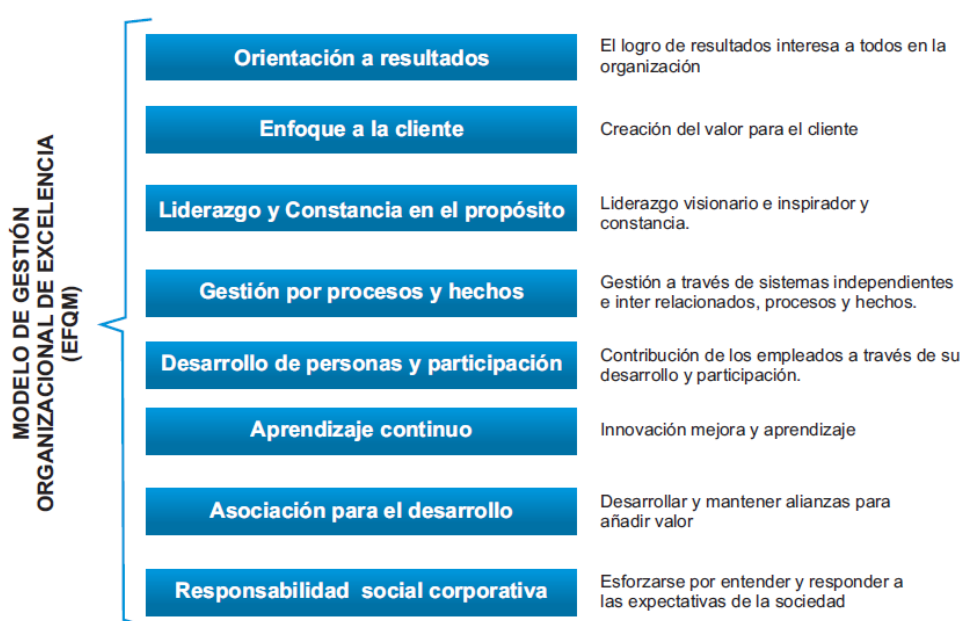 MODELO DE GESTIÓN
ORGANIZACIONAL DE EXCELENCIA
(EFQM)
Orientación a resultados
El logro de resultados interesa a todos en la
organización
Enfoque a la cliente
Creación del valor para el cliente
Liderazgo y Constancia en el propósito
Liderazgo visionario e inspirador y
constancia.
Gestión por procesos y hechos
Gestión a través de sistemas independientes
e inter relacionados, procesos y hechos.
Desarrollo de personas y participación
Contribución de los empleados a través de su
desarrollo y participación.
Aprendizaje continuo
Innovación mejora y aprendizaje
Asociación para el desarrollo
Desarrollar y mantener alianzas para
añadir valor
Responsabilidad social corporativa
Esforzarse por entender y responder a
las expectativas de la sociedad